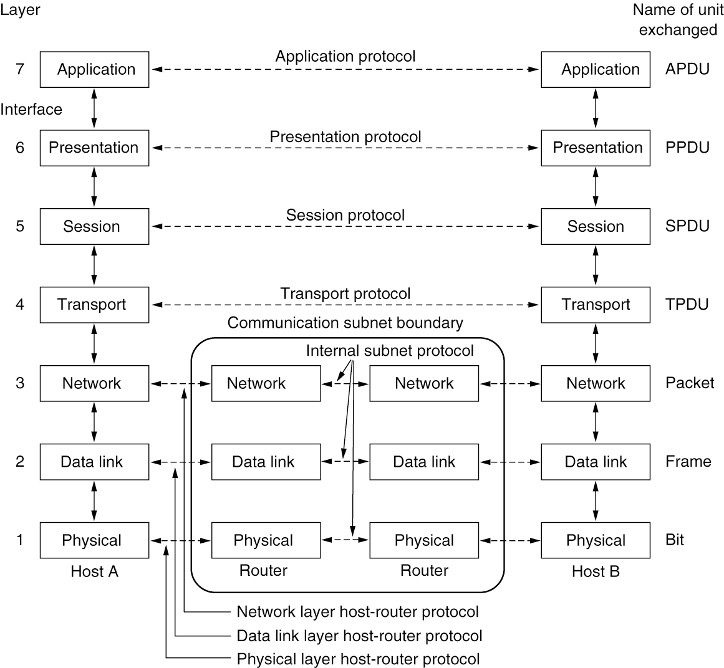 Layer
Name of unit
exchanged
7 Application Application protocol Application APDU
Interface
6 Presentation Presentation protocol Presentation PPDU
5 Session Session protocol Session SPDU
4 Transport Transport protocol Transport TPDU
Communication subnet boundary
Internal subnet protocol
3 Network Network Network Network Packet
2 Data link Data link Data link Data link Frame
1 Physical Physical Physical Physical Bit
Host A Router Router Host B
Network layer host-router protocol
Data link layer host-router protocol
Physical layer host-router protocol